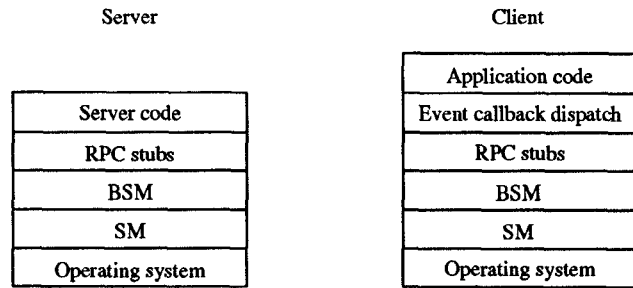 Server
Server code
RPC stubs
BSM
SM
Operating system
Client
Application code
Event callback dispatch
RPC stubs
BSM
SM
Operating system